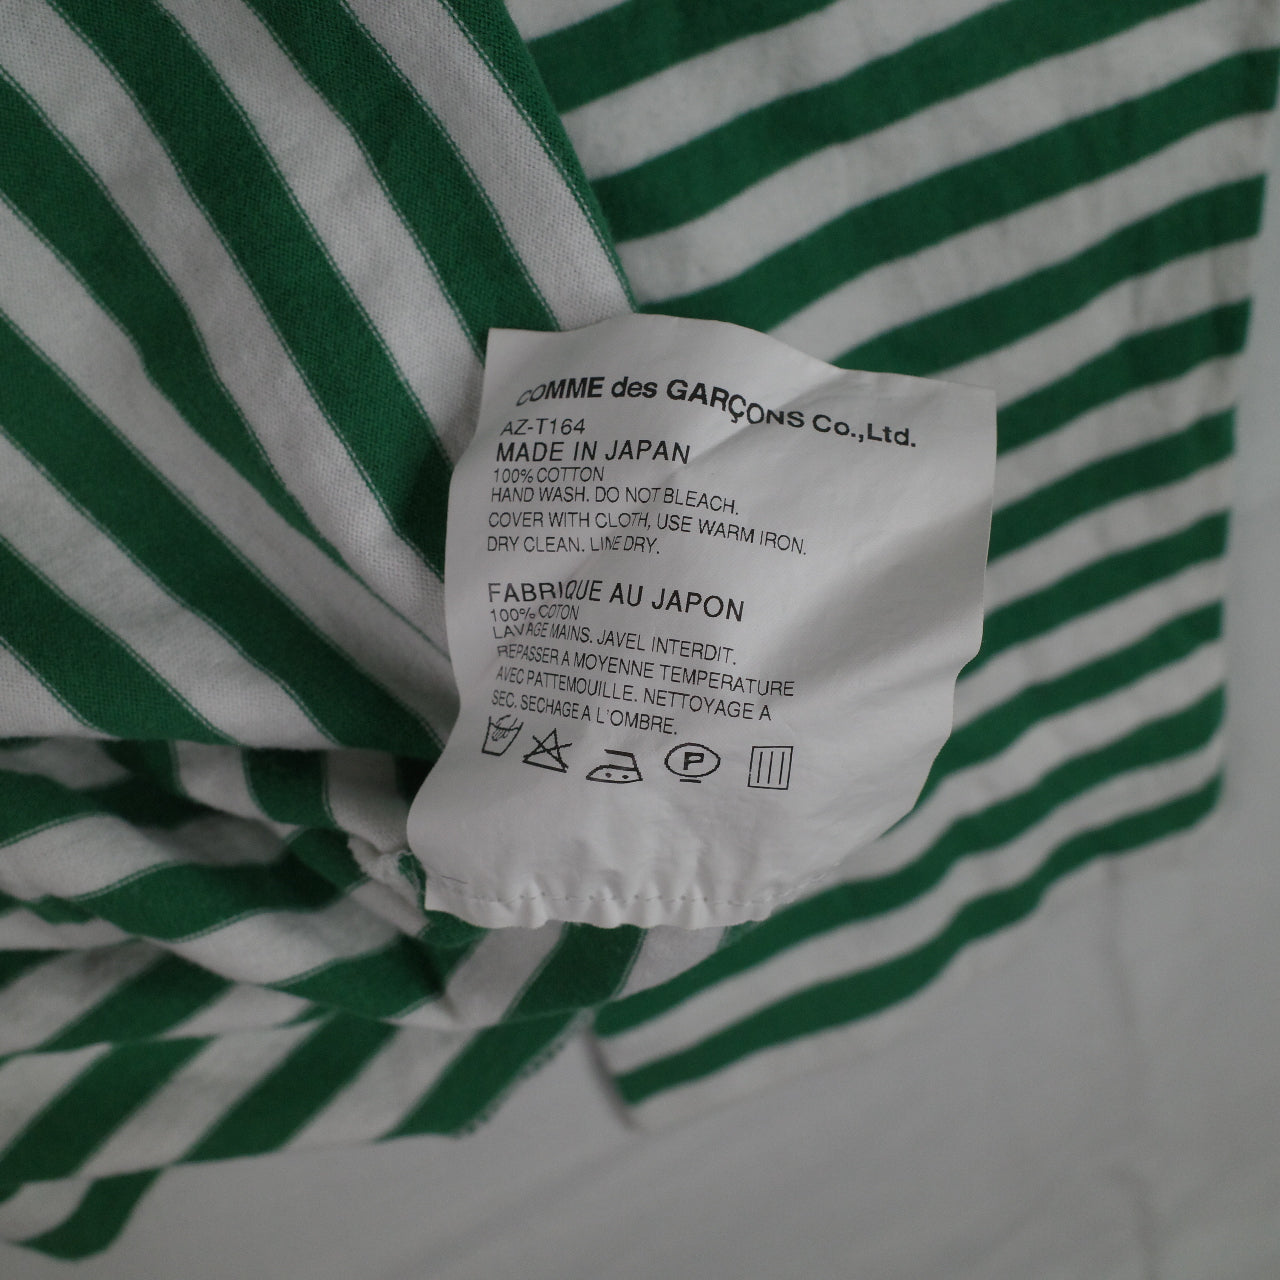 COMME des GARÇONS Co.,Ltd.
AZ-T164
MADE IN JAPAN
100% COTTON
HAND WASH. DO NOT BLEACH.
COVER WITH CLOTH, USE WARM IRON.
DRY CLEAN. LINE DRY.
FABRIQUE AU JAPON
100% COTON
LAVAGE MAINS. JAVEL INTERDIT.
REPASSER A MOYENNE TEMPERATURE
AVEC PATTEMOUILLE. NETTOYAGE A
SEC. SECHAGE A L'OMBRE.
P